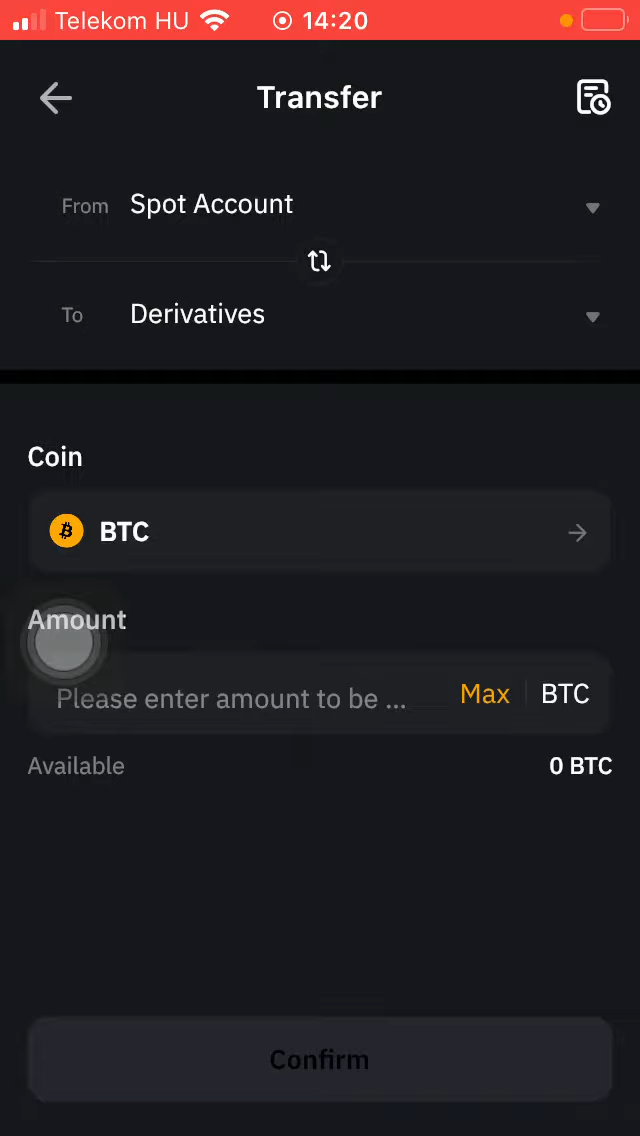 Telekom HU 14:20
Transfer
From Spot Account
To Derivatives
Coin
BTC
Amount
Please enter amount to be ... Max BTC
Available 0 BTC
Confirm